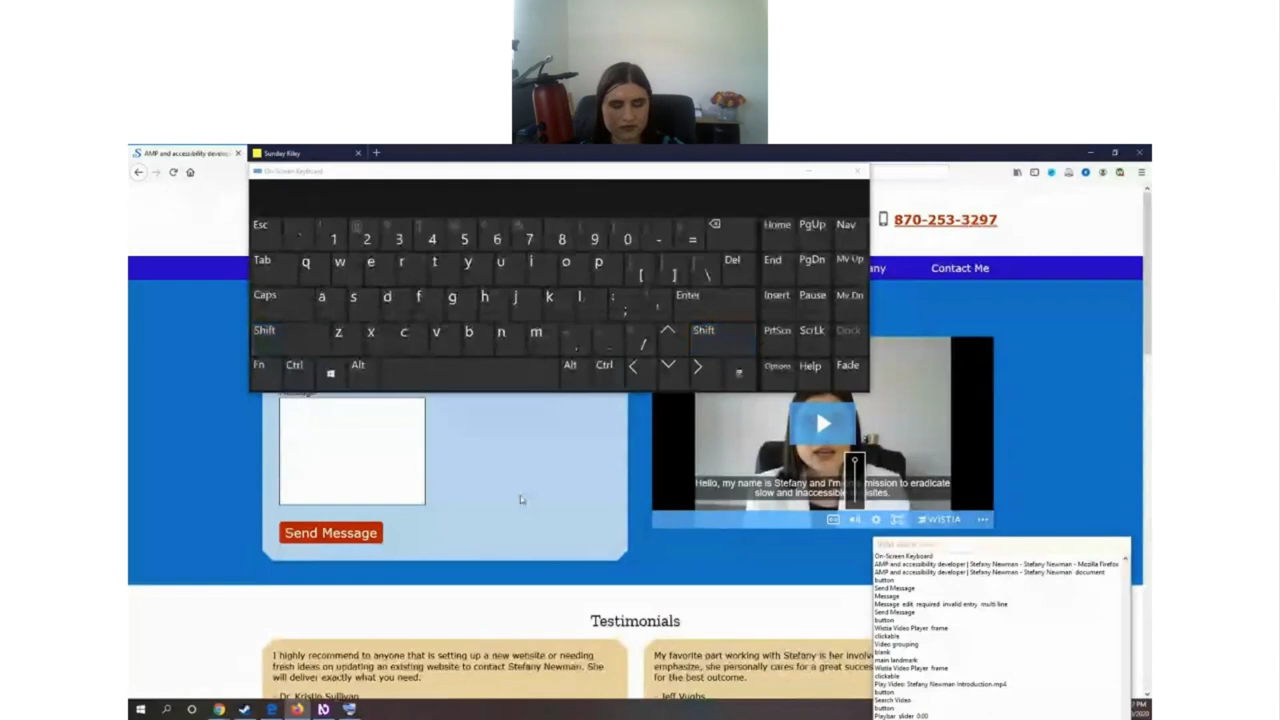 AMP and accessibility develop
Sunday Riley
On-Screen Keyboard
870-253-3297
any Contact Me
Esc ` 1 2 3 4 5 6 7 8 9 0 - = Home PgUp Nav
Tab q w e r t y u i o p [ ] \ Del End PgDn Mv Up
Caps a s d f g h j k l ; ' Enter Insert Pause Mv Dn
Shift z x c v b n m , . / Shift PrtScn ScrLk Dock
Fn Ctrl Alt Alt Ctrl Options Help Fade
Message
Send Message
Hello, my name is Stefany and I'm mission to eradicate
slow and inaccessible
WISTIA
Testimonials
I highly recommend to anyone that is setting up a new website or needing
fresh ideas on updating an existing website to contact Stefany Newman. She
will deliver exactly what you need.
- Dr. Kristie Sullivan
My favorite part working with Stefany is her involv
emphasize, she personally cares for a great succes
for the best outcome.
- Jeff Vughs
On-Screen Keyboard
AMP and accessibility developer | Stefany Newman - Stefany Newman - Mozilla Firefox
AMP and accessibility developer | Stefany Newman - Stefany Newman document
button
Send Message
Message
Message edit required invalid entry multi line
Send Message
button
Wistia Video Player frame
clickable
Video grouping
blank
main landmark
Wistia Video Player frame
clickable
Play Video: Stefany Newman Introduction.mp4
button
Search Video
button
Playbar slider 0:00